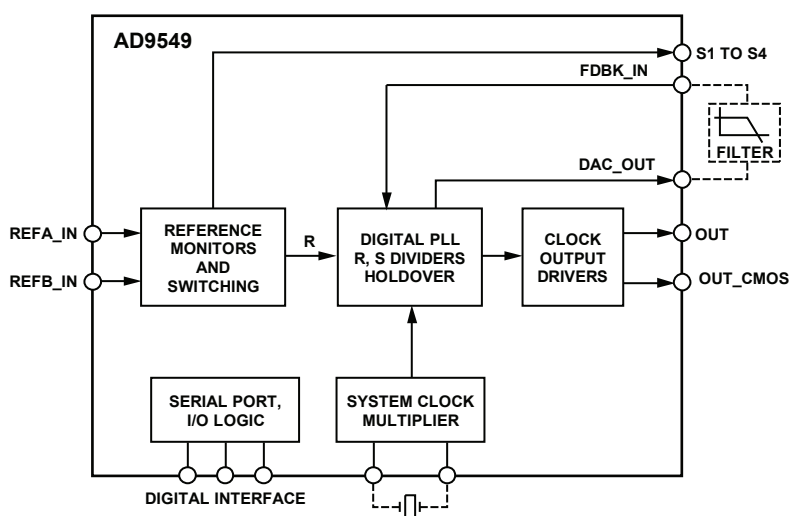 AD9549
S1 TO S4
FDBK_IN
FILTER
DAC_OUT
REFA_IN
REFB_IN
REFERENCE
MONITORS
AND
SWITCHING
R
DIGITAL PLL
R, S DIVIDERS
HOLDOVER
CLOCK
OUTPUT
DRIVERS
OUT
OUT_CMOS
SERIAL PORT,
I/O LOGIC
SYSTEM CLOCK
MULTIPLIER
DIGITAL INTERFACE